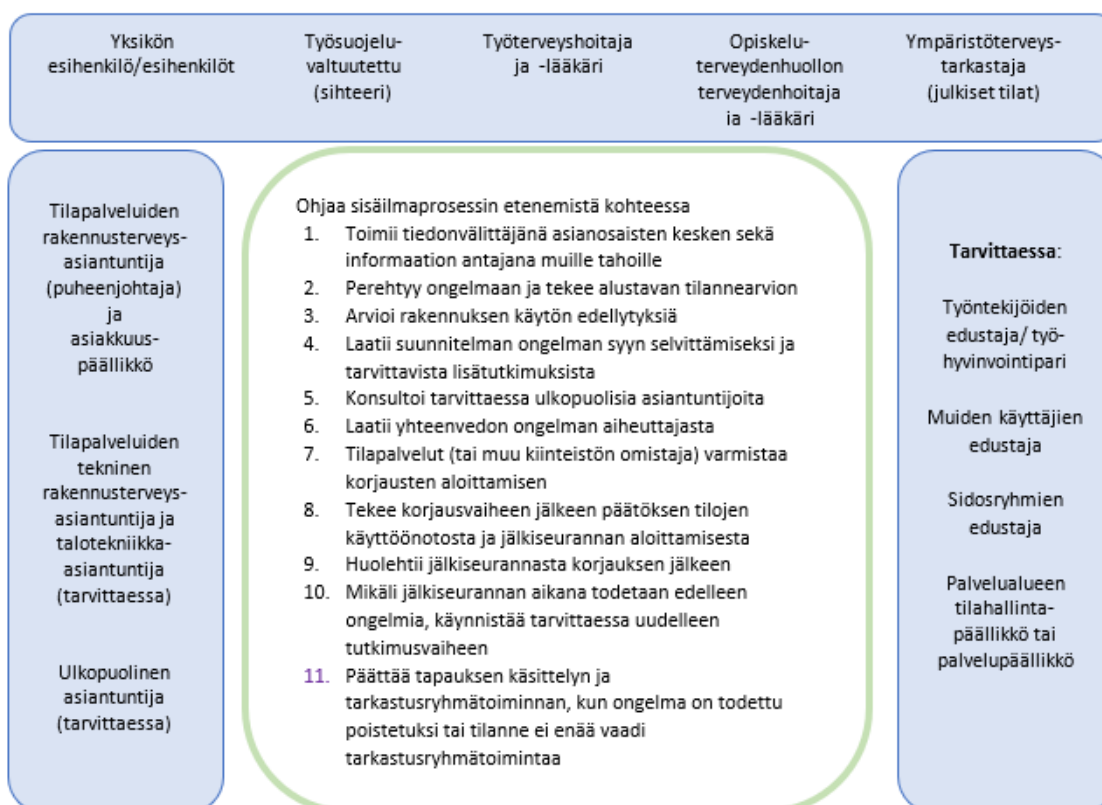 Yksikön
esihenkilö/esihenkilöt
Työsuojelu-
valtuutettu
(sihteeri)
Työterveyshoitaja
ja -lääkäri
Opiskelu-
terveydenhuollon
terveydenhoitaja
ia -lääkäri
Ympäristöterveys-
tarkastaja
(julkiset tilat)
Tilapalveluiden
rakennusterveys-
asiantuntija
(puheenjohtaja)
ja
asiakkuus-
päällikkö
Tilapalveluiden
tekninen
rakennusterveys-
asiantuntija ja
talotekniikka-
asiantuntija
(tarvittaessa)
Ulkopuolinen
asiantuntija
(tarvittaessa)
Ohjaa sisäilmaprosessin etenemistä kohteessa
1. Toimii tiedonvälittäjänä asianosaisten kesken sekä
informaation antajana muille tahoille
2. Perehtyy ongelmaan ja tekee alustavan tilannearvion
3. Arvioi rakennuksen käytön edellytyksiä
4. Laatii suunnitelman ongelman syyn selvittämiseksi ja
tarvittavista lisätutkimuksista
5. Konsultoi tarvittaessa ulkopuolisia asiantuntijoita
6. Laatii yhteenvedon ongelman aiheuttajasta
7. Tilapalvelut (tai muu kiinteistön omistaja) varmistaa
korjausten aloittamisen
8. Tekee korjausvaiheen jälkeen päätöksen tilojen
käyttöönotosta ja jälkiseurannan aloittamisesta
9. Huolehtii jälkiseurannasta korjauksen jälkeen
10. Mikäli jälkiseurannan aikana todetaan edelleen
ongelmia, käynnistää tarvittaessa uudelleen
tutkimusvaiheen
11. Päättää tapauksen käsittelyn ja
tarkastusryhmätoiminnan, kun ongelma on todettu
poistetuksi tai tilanne ei enää vaadi
tarkastusryhmätoimintaa
Tarvittaessa:
Työntekijöiden
edustaja/ työ-
hyvinvointipari
Muiden käyttäjien
edustaja
Sidosryhmien
edustaja
Palvelualueen
tilahallinta-
päällikkö tai
palvelupäällikkö